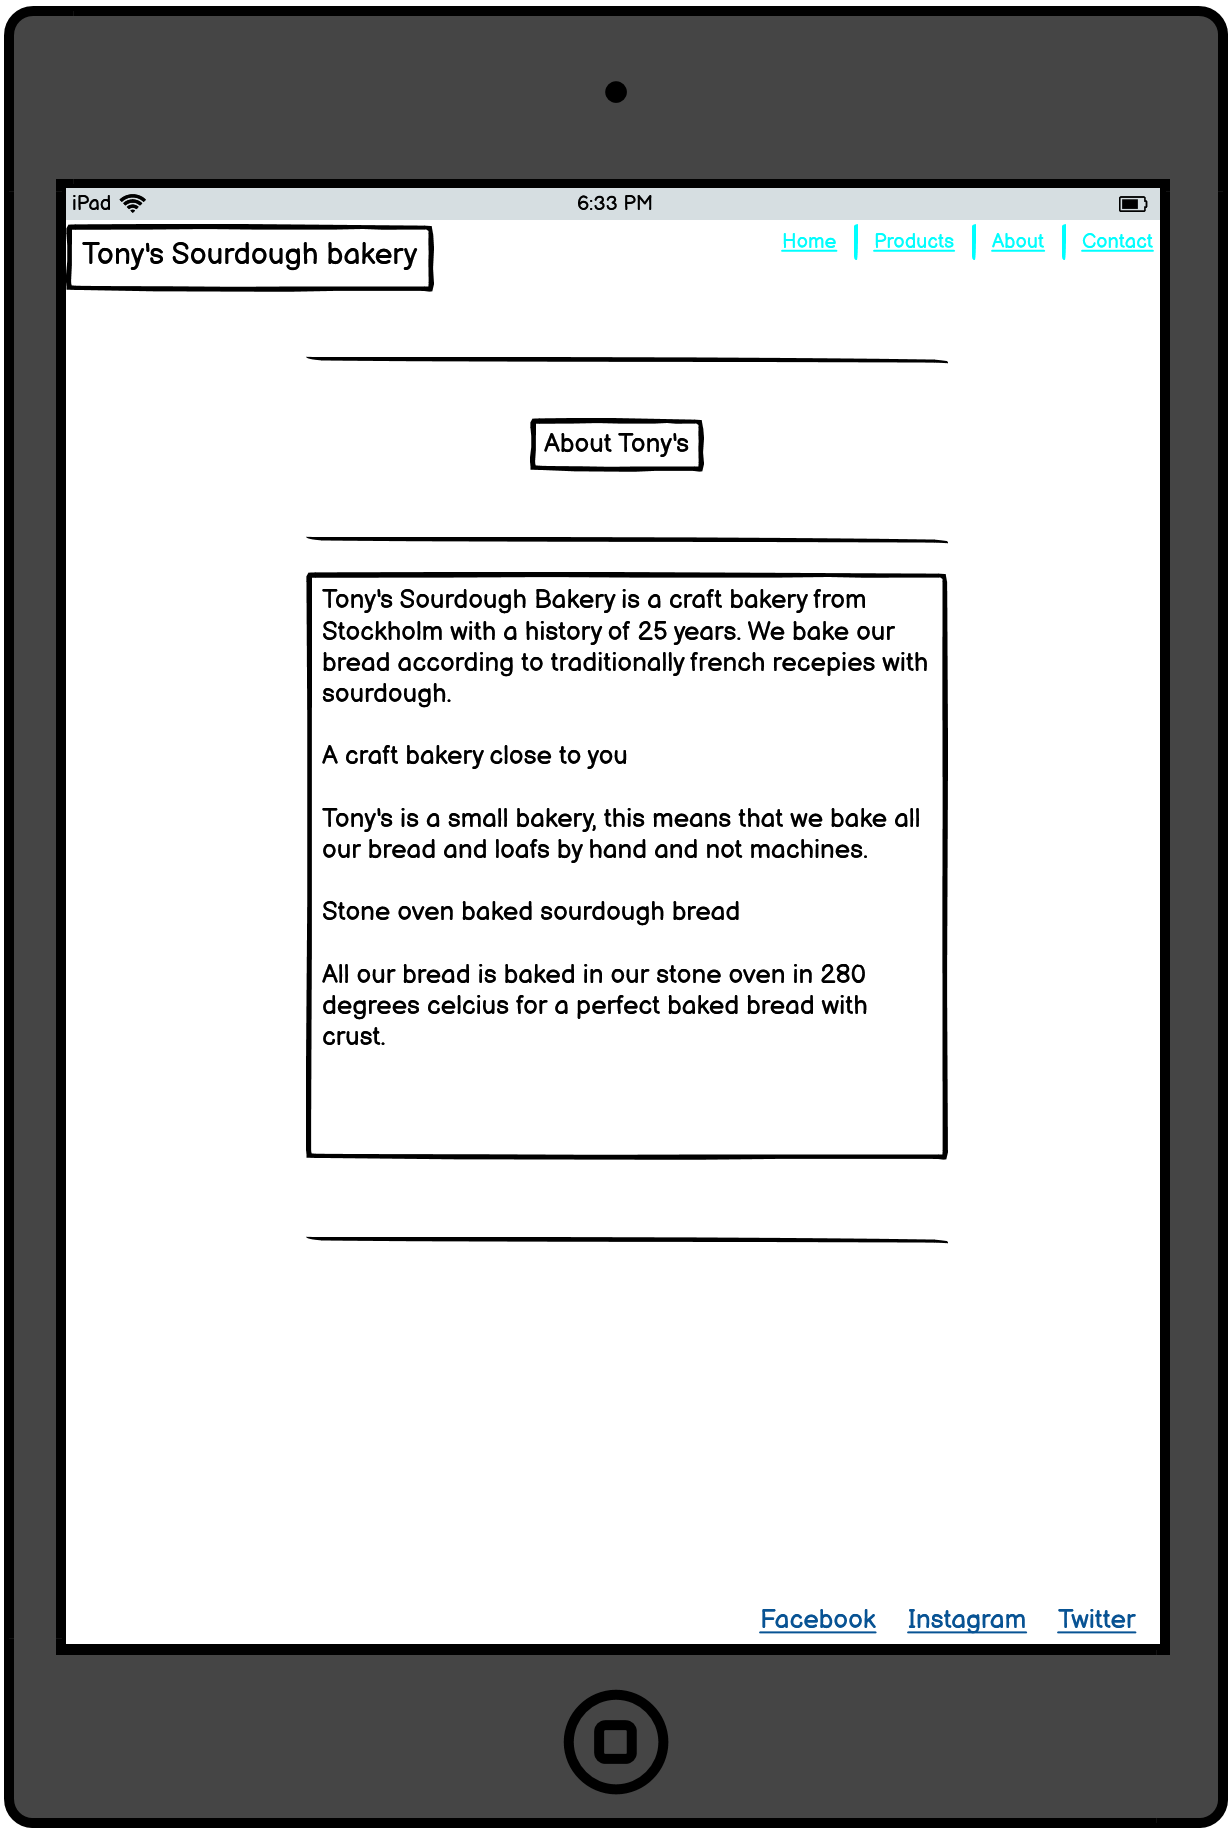 iPad 6:33 PM
Tony's Sourdough bakery
Home Products About Contact
About Tony's
Tony's Sourdough Bakery is a craft bakery from
Stockholm with a history of 25 years. We bake our
bread according to traditionally french recepies with
sourdough.
A craft bakery close to you
Tony's is a small bakery, this means that we bake all
our bread and loafs by hand and not machines.
Stone oven baked sourdough bread
All our bread is baked in our stone oven in 280
degrees celcius for a perfect baked bread with
crust.
Facebook Instagram Twitter